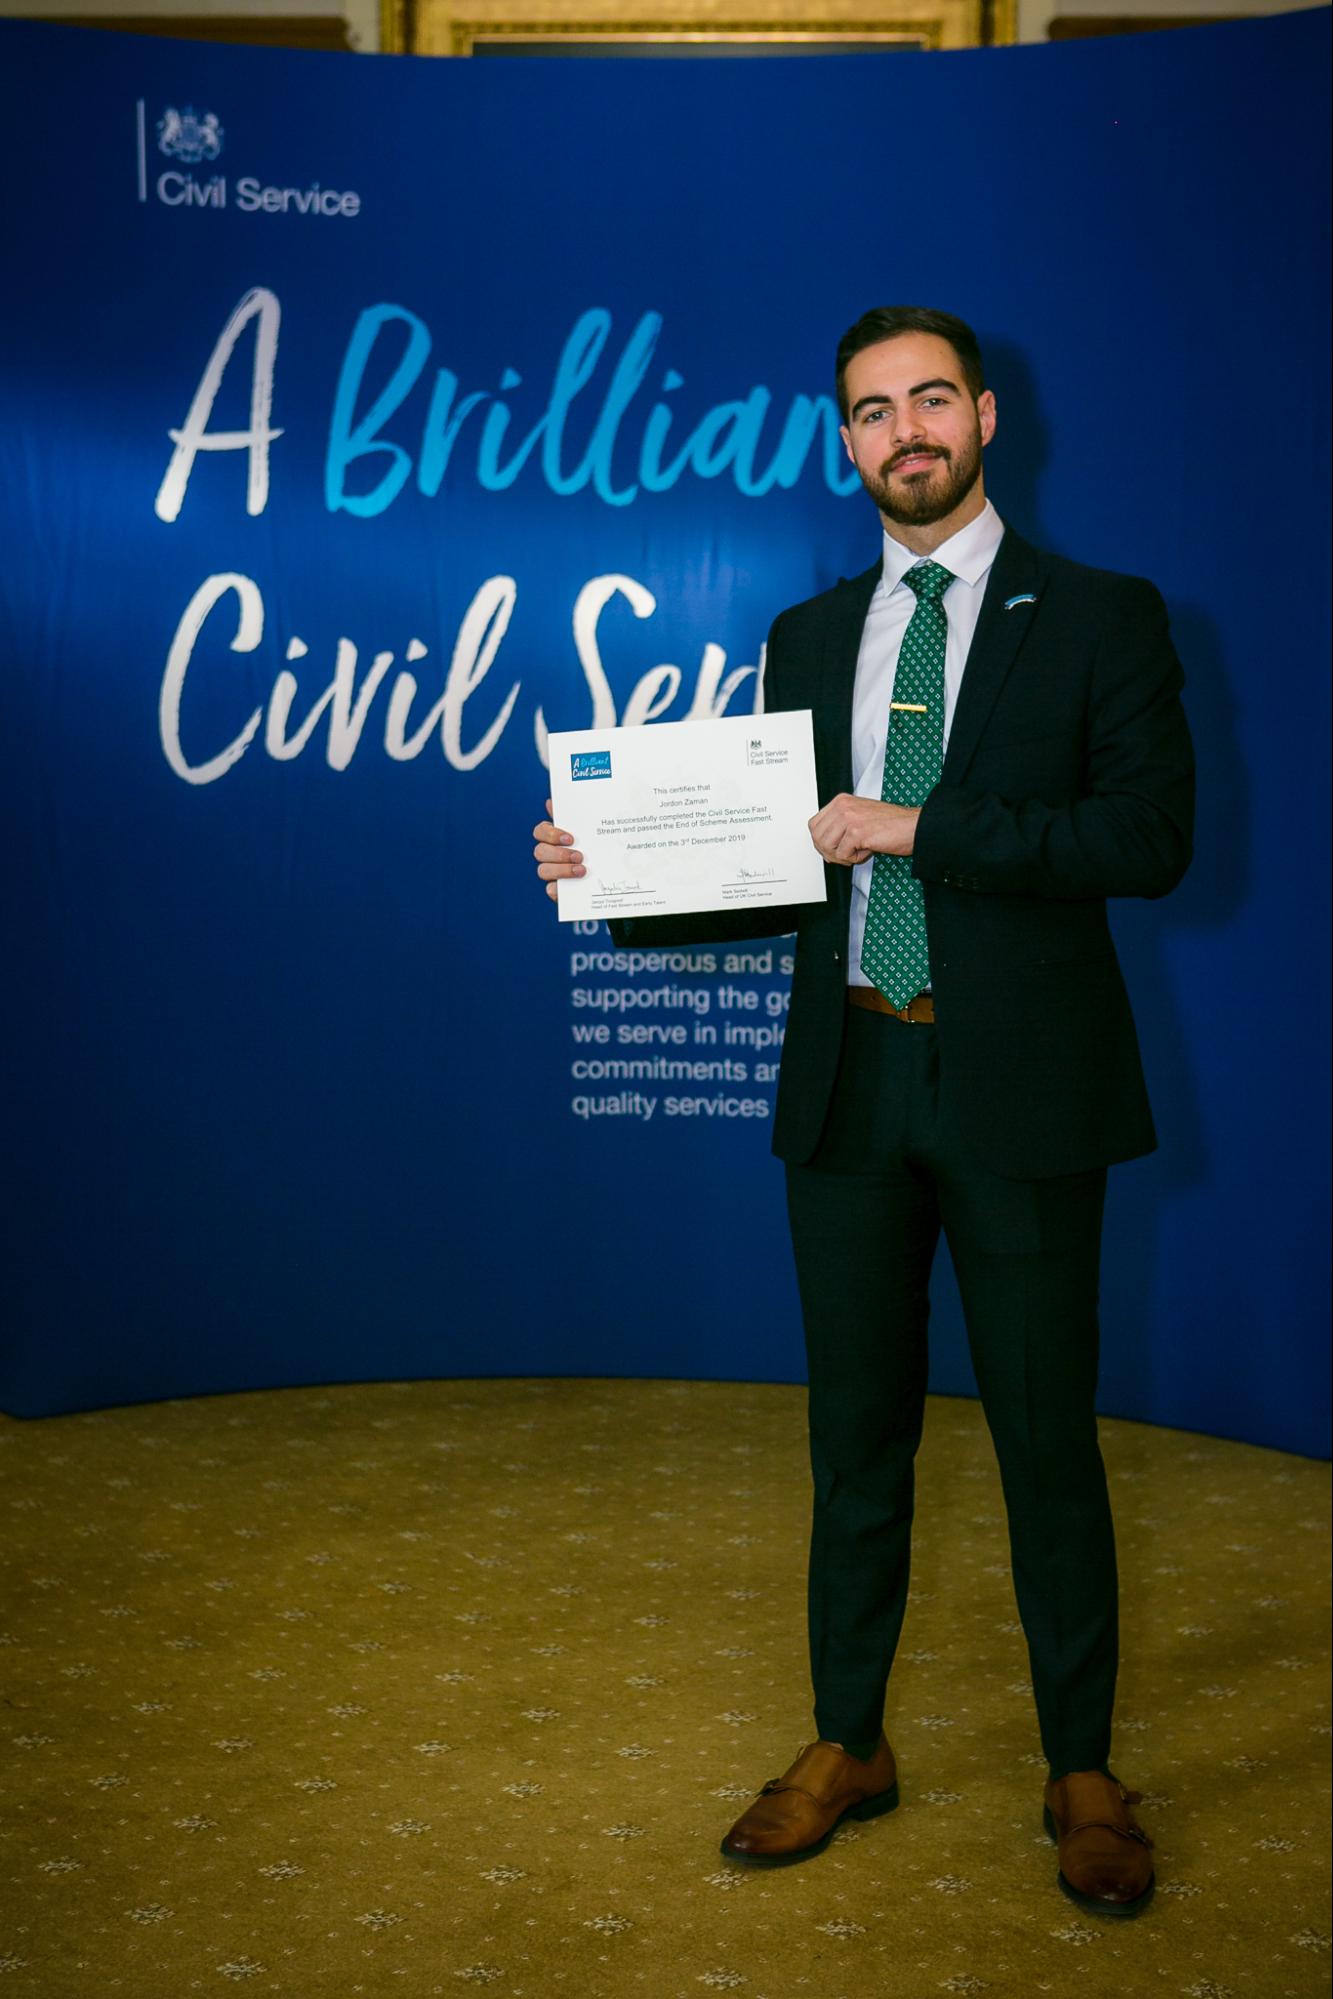 Civil Service
A Brillian
Civil Ser
A Brilliant
Civil Service
Civil Service
Fast Stream
This certifies that
Jordon Zaman
Has successfully completed the Civil Service Fast
Stream and passed the End of Scheme Assessment.
Awarded on the 3rd December 2019
Head of Fast Stream and Early Talent
Mark Sedwill
Head of UK Civil Service
to
prosperous and s
supporting the go
we serve in imple
commitments an
quality services